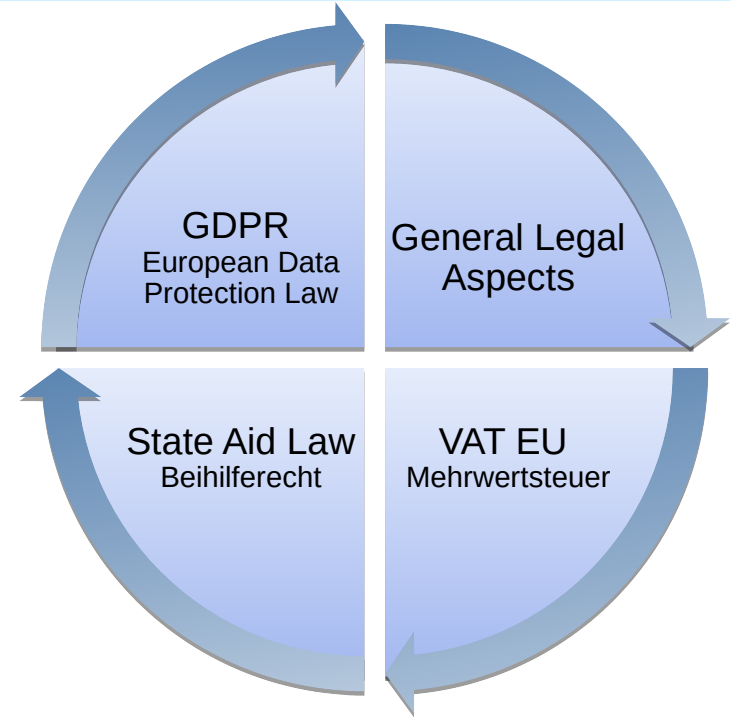 GDPR
European Data
Protection Law
General Legal
Aspects
State Aid Law
Beihilferecht
VAT EU
Mehrwertsteuer